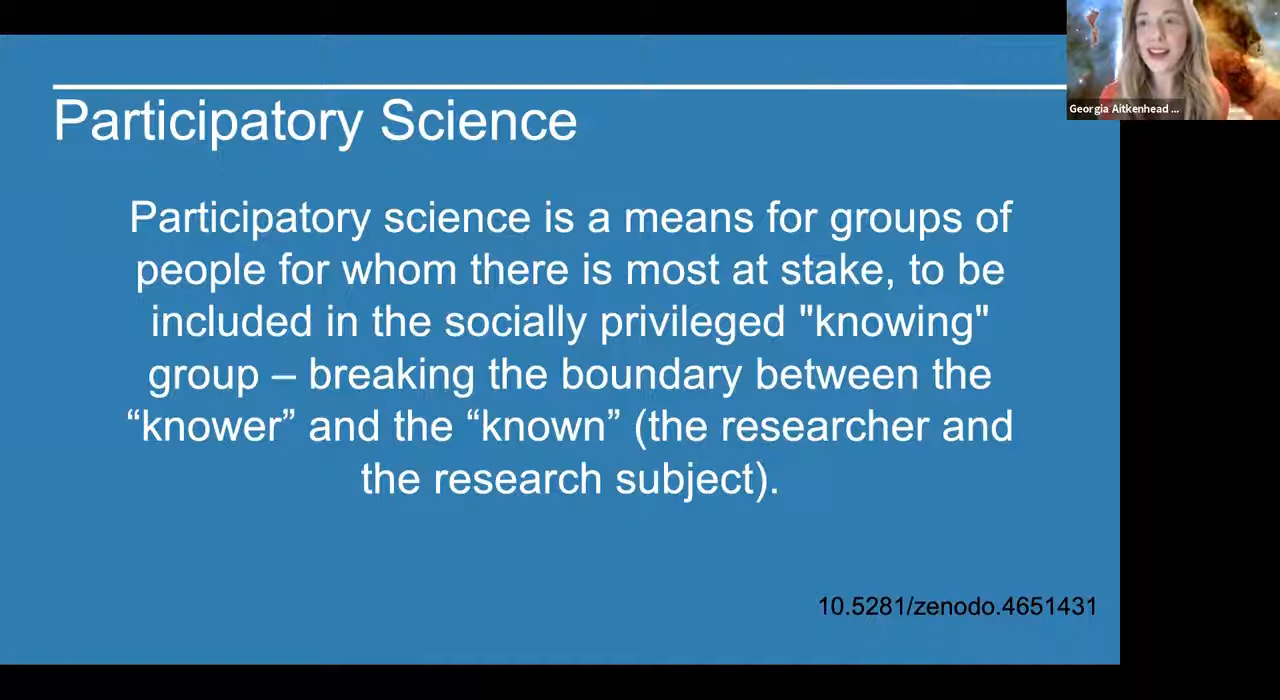 Georgia Aitkenhead ...
Participatory Science
Participatory science is a means for groups of
people for whom there is most at stake, to be
included in the socially privileged "knowing"
group – breaking the boundary between the
“knower” and the “known” (the researcher and
the research subject).
10.5281/zenodo.4651431